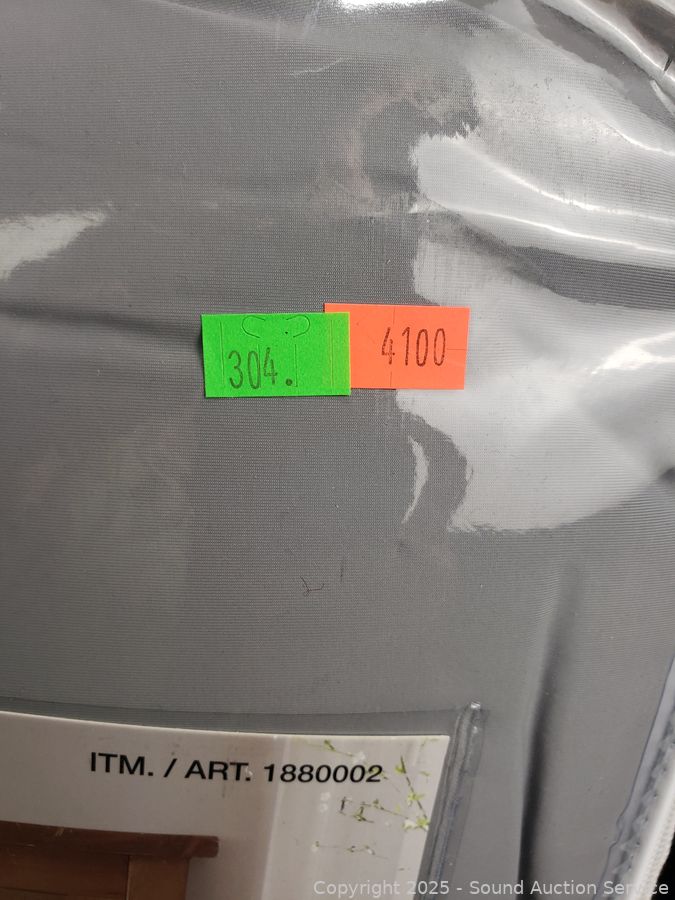 304.
4100
ITM. / ART. 1880002
Copyright 2025 - Sound Auction Service